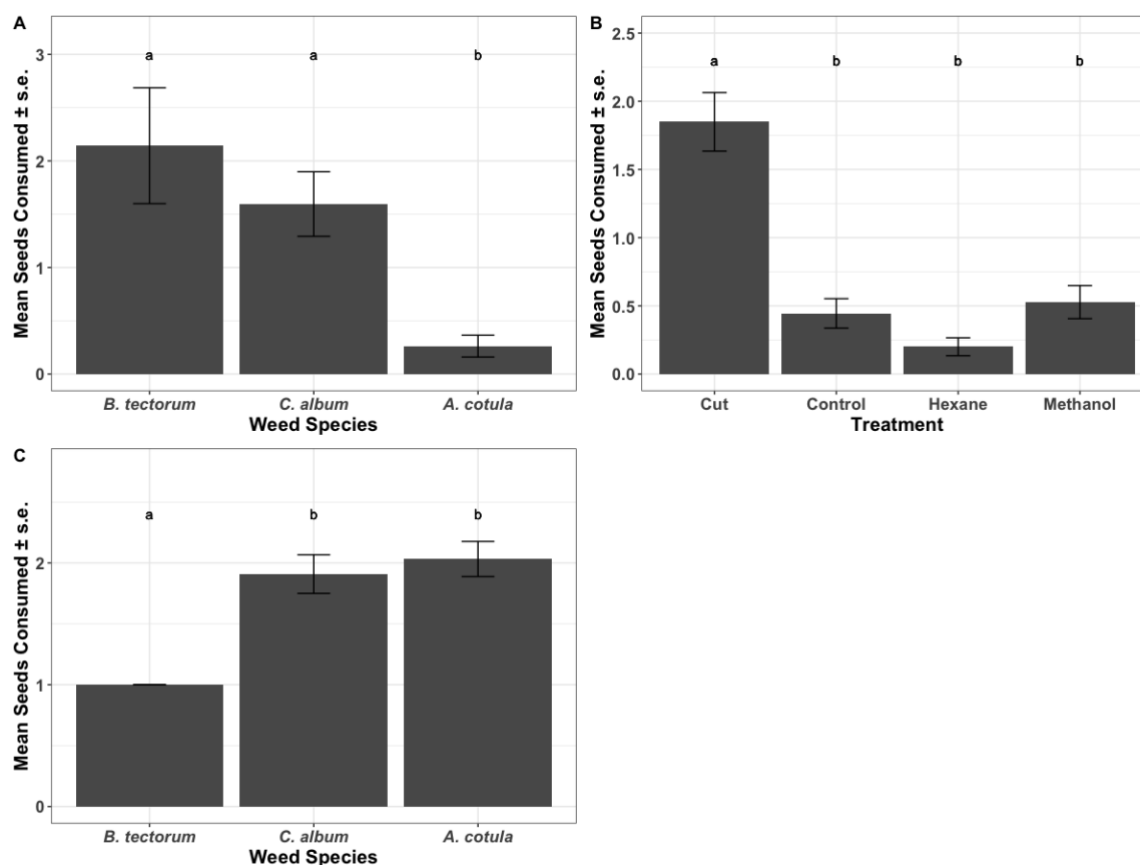 A
Mean Seeds Consumed ± s.e.
3
2
1
0
a
a
b
B. tectorum
C. album
A. cotula
Weed Species
B
Mean Seeds Consumed ± s.e.
2.5
2.0
1.5
1.0
0.5
0.0
a
b
b
b
Cut
Control
Hexane
Methanol
Treatment
C
Mean Seeds Consumed ± s.e.
2
1
0
a
b
b
B. tectorum
C. album
A. cotula
Weed Species